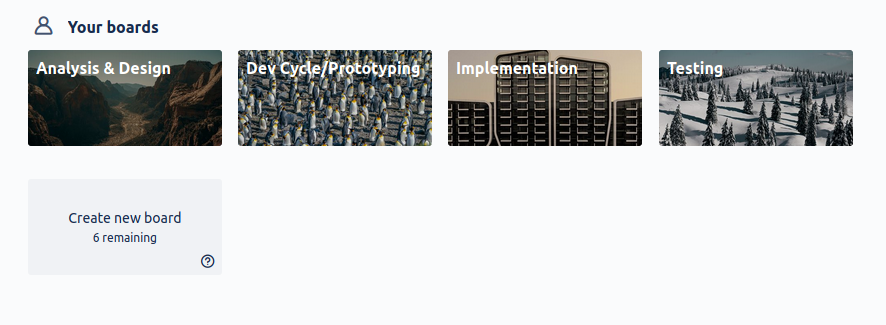 Your boards
Analysis & Design
Dev Cycle/Prototyping
Implementation
Testing
Create new board
6 remaining